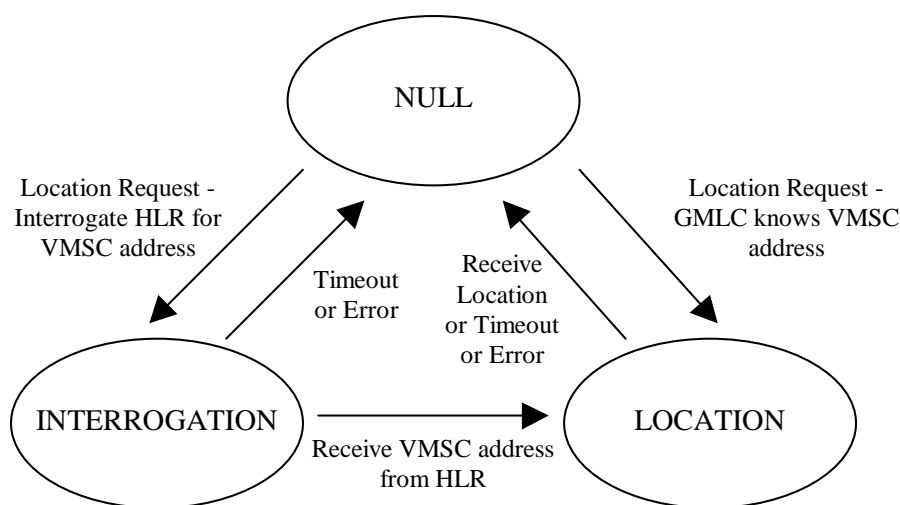 NULL
Location Request -
Interrogate HLR for
VMSC address
Location Request -
GMLC knows VMSC
address
Timeout
or Error
Receive
Location
or Timeout
or Error
INTERROGATION
LOCATION
Receive VMSC address
from HLR